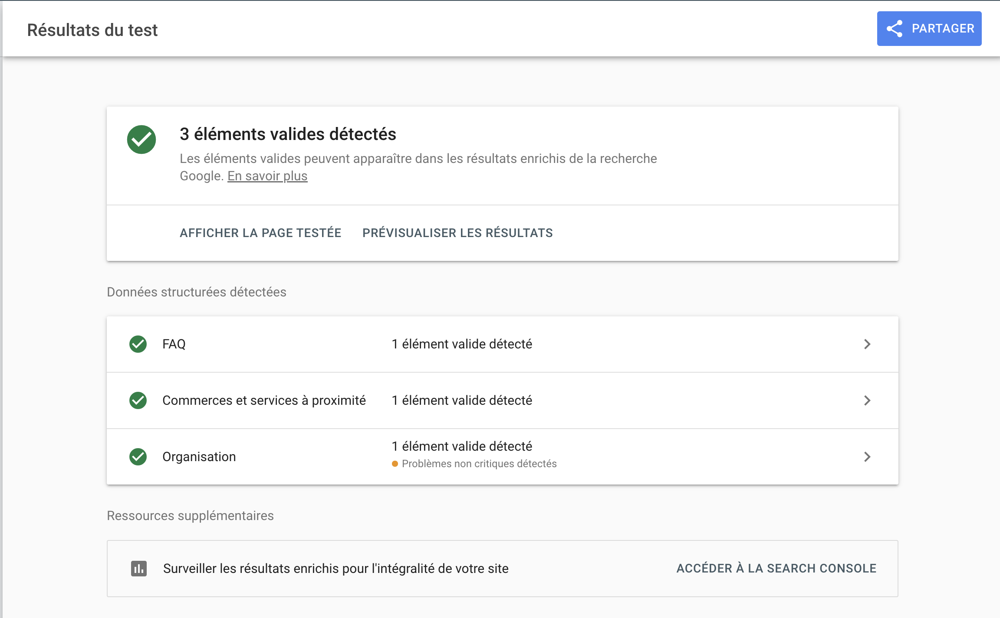 Résultats du test
PARTAGER
3 éléments valides détectés
Les éléments valides peuvent apparaître dans les résultats enrichis de la recherche
Google. En savoir plus
AFFICHER LA PAGE TESTÉE PRÉVISUALISER LES RÉSULTATS
Données structurées détectées
FAQ 1 élément valide détecté
Commerces et services à proximité 1 élément valide détecté
Organisation 1 élément valide détecté
Problèmes non critiques détectés
Ressources supplémentaires
Surveiller les résultats enrichis pour l'intégralité de votre site ACCÉDER À LA SEARCH CONSOLE